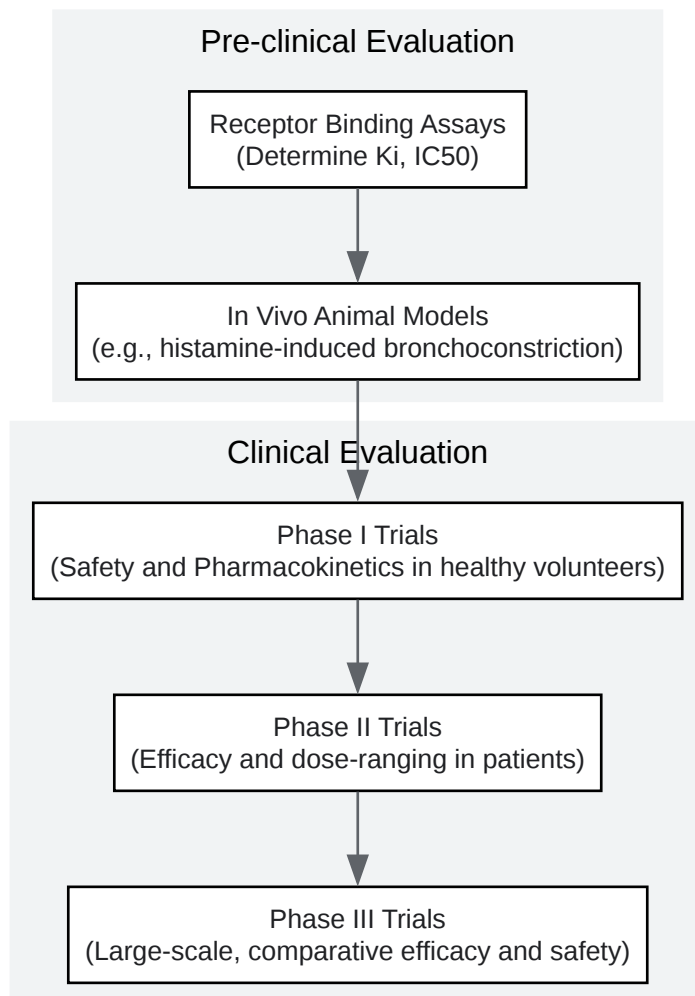 Pre-clinical Evaluation
Receptor Binding Assays
(Determine Ki, IC50)
In Vivo Animal Models
(e.g., histamine-induced bronchoconstriction)
Clinical Evaluation
Phase I Trials
(Safety and Pharmacokinetics in healthy volunteers)
Phase II Trials
(Efficacy and dose-ranging in patients)
Phase III Trials
(Large-scale, comparative efficacy and safety)